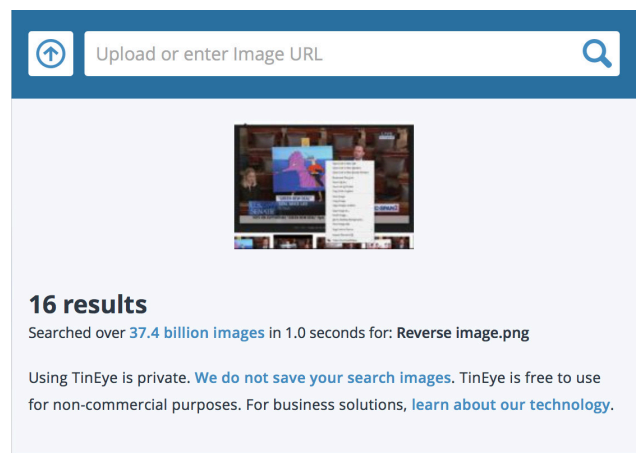 Upload or enter Image URL
16 results
Searched over 37.4 billion images in 1.0 seconds for: Reverse image.png
Using TinEye is private. We do not save your search images. TinEye is free to use
for non-commercial purposes. For business solutions, learn about our technology.